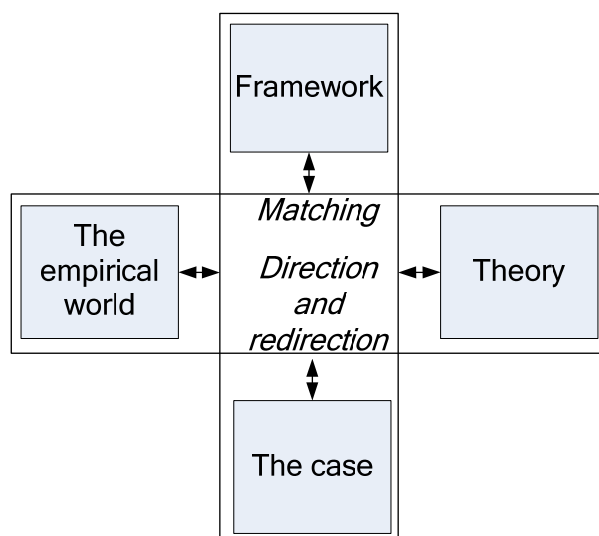 Framework
Matching
The
empirical
world
Direction
and
redirection
Theory
The case